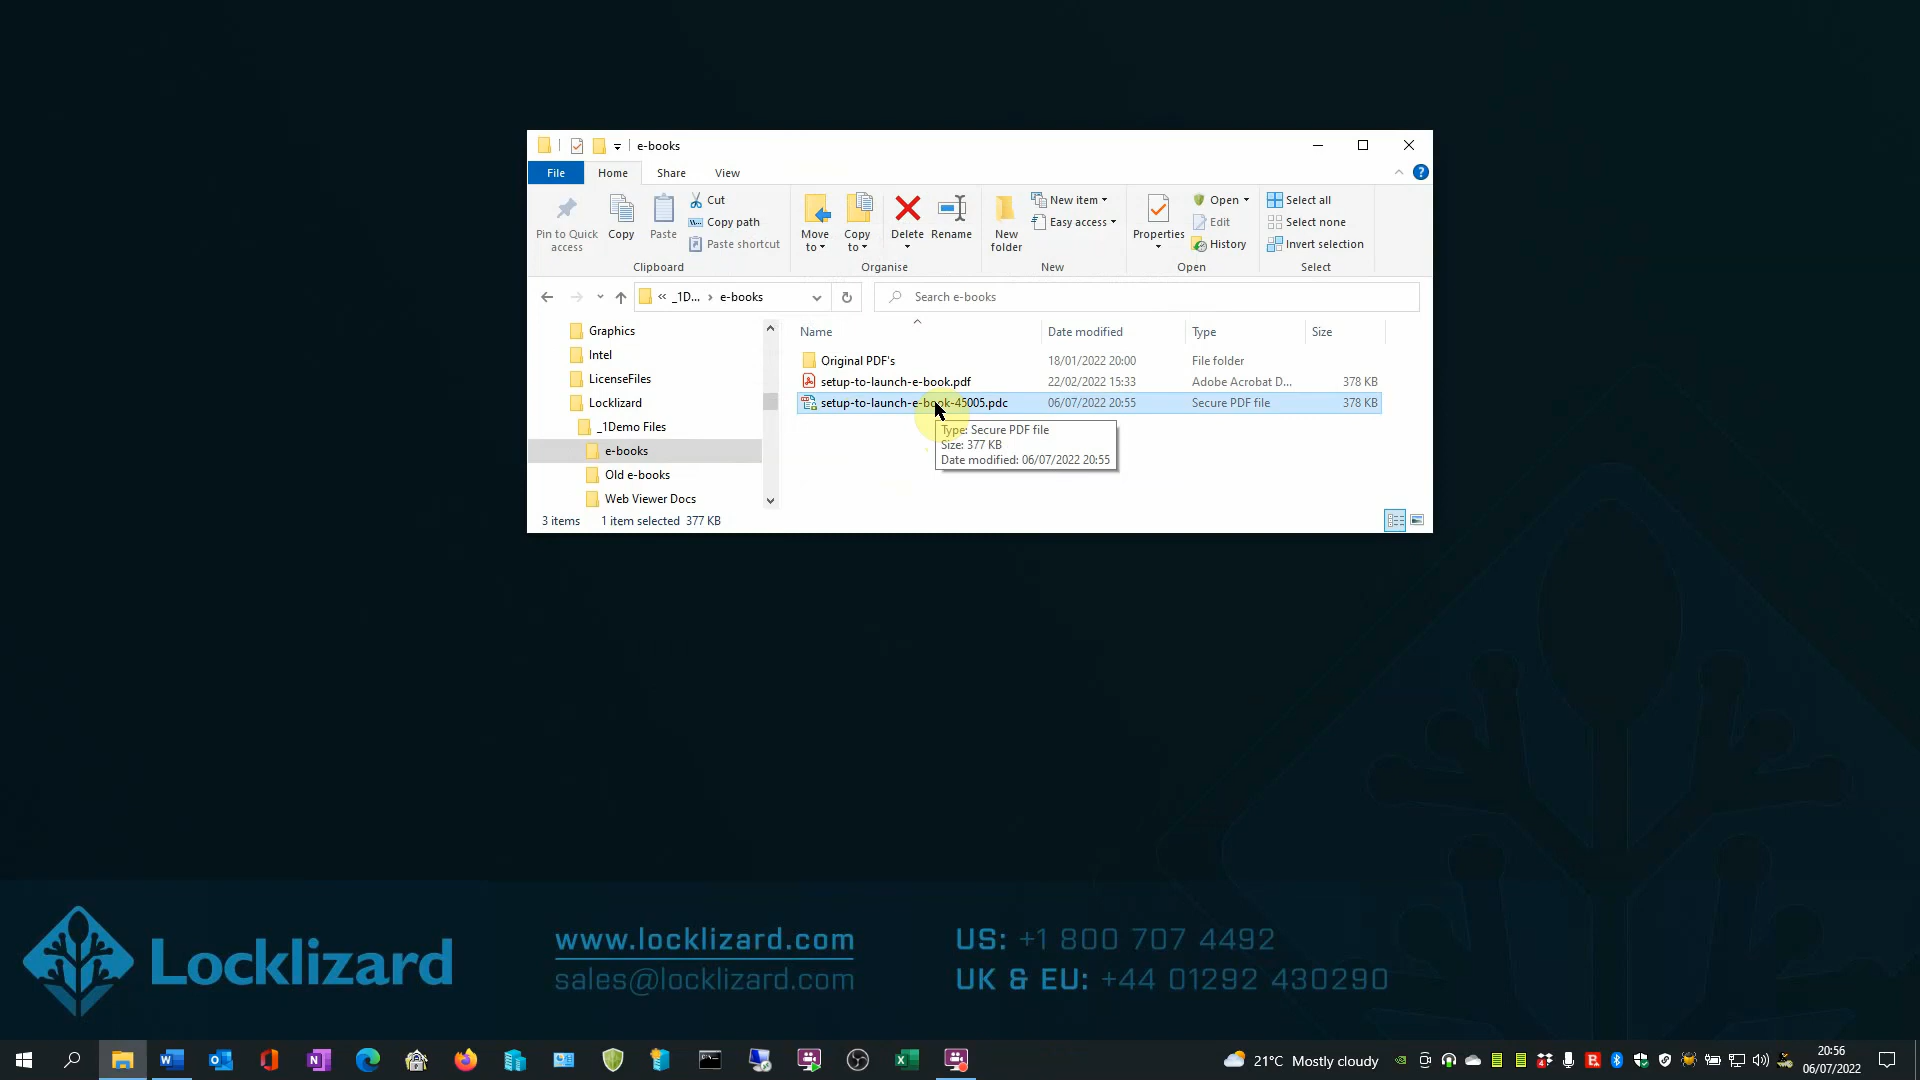 e-books
File Home Share View
Pin to Quick access
Copy
Paste
Cut
Copy path
Paste shortcut
Clipboard
Move to
Copy to
Delete
Rename
Organise
New folder
New item
Easy access
New
Properties
Open
Edit
History
Open
Select all
Select none
Invert selection
Select
« _1D... › e-books
Search e-books
Graphics
Intel
LicenseFiles
Locklizard
_1Demo Files
e-books
Old e-books
Web Viewer Docs
Name Date modified Type Size
Original PDF's 18/01/2022 20:00 File folder
setup-to-launch-e-book.pdf 22/02/2022 15:33 Adobe Acrobat D... 378 KB
setup-to-launch-e-book-45005.pdc 06/07/2022 20:55 Secure PDF file 378 KB
Type: Secure PDF file
Size: 377 KB
Date modified: 06/07/2022 20:55
3 items 1 item selected 377 KB
Locklizard
www.locklizard.com
sales@locklizard.com
US: +1 800 707 4492
UK & EU: +44 01292 430290
21°C Mostly cloudy
20:56
06/07/2022